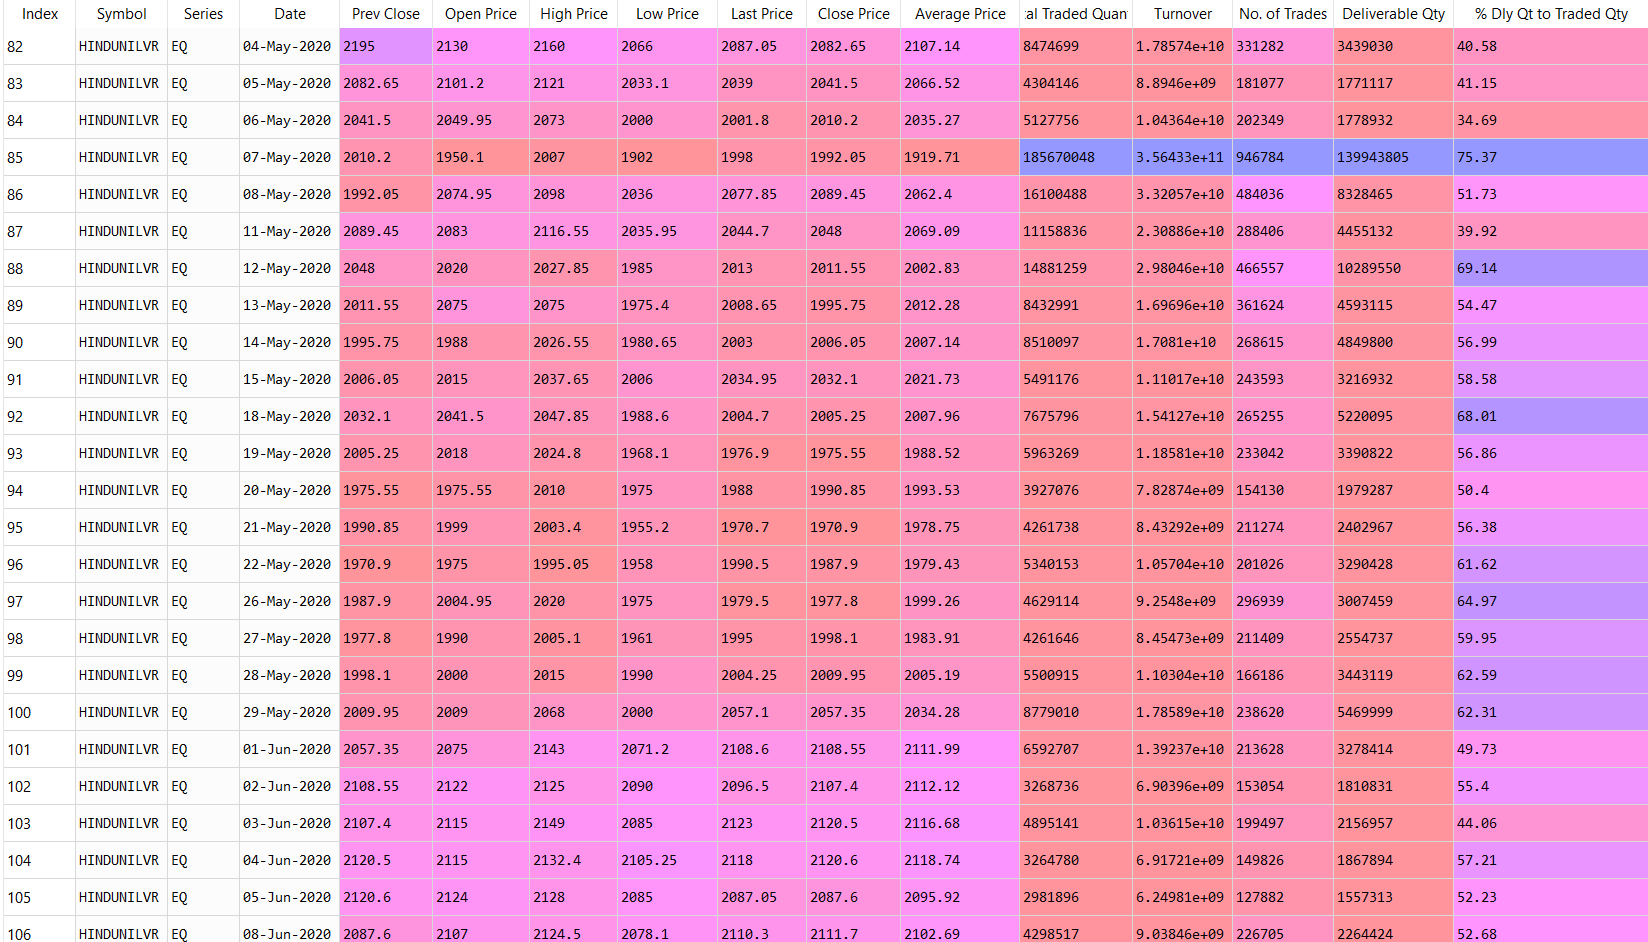 Index Symbol Series Date Prev Close Open Price High Price Low Price Last Price Close Price Average Price al Traded Quan Turnover No. of Trades Deliverable Qty % Dly Qt to Traded Qty
82 HINDUNILVR EQ 04-May-2020 2195 2130 2160 2066 2087.05 2082.65 2107.14 8474699 1.78574e+10 331282 3439030 40.58
83 HINDUNILVR EQ 05-May-2020 2082.65 2101.2 2121 2033.1 2039 2041.5 2066.52 4304146 8.8946e+09 181077 1771117 41.15
84 HINDUNILVR EQ 06-May-2020 2041.5 2049.95 2073 2000 2001.8 2010.2 2035.27 5127756 1.04364e+10 202349 1778932 34.69
85 HINDUNILVR EQ 07-May-2020 2010.2 1950.1 2007 1902 1998 1992.05 1919.71 185670048 3.56433e+11 946784 139943805 75.37
86 HINDUNILVR EQ 08-May-2020 1992.05 2074.95 2098 2036 2077.85 2089.45 2062.4 16100488 3.32057e+10 484036 8328465 51.73
87 HINDUNILVR EQ 11-May-2020 2089.45 2083 2116.55 2035.95 2044.7 2048 2069.09 11158836 2.30886e+10 288406 4455132 39.92
88 HINDUNILVR EQ 12-May-2020 2048 2020 2027.85 1985 2013 2011.55 2002.83 14881259 2.98046e+10 466557 10289550 69.14
89 HINDUNILVR EQ 13-May-2020 2011.55 2075 2075 1975.4 2008.65 1995.75 2012.28 8432991 1.69696e+10 361624 4593115 54.47
90 HINDUNILVR EQ 14-May-2020 1995.75 1988 2026.55 1980.65 2003 2006.05 2007.14 8510097 1.7081e+10 268615 4849800 56.99
91 HINDUNILVR EQ 15-May-2020 2006.05 2015 2037.65 2006 2034.95 2032.1 2021.73 5491176 1.11017e+10 243593 3216932 58.58
92 HINDUNILVR EQ 18-May-2020 2032.1 2041.5 2047.85 1988.6 2004.7 2005.25 2007.96 7675796 1.54127e+10 265255 5220095 68.01
93 HINDUNILVR EQ 19-May-2020 2005.25 2018 2024.8 1968.1 1976.9 1975.55 1988.52 5963269 1.18581e+10 233042 3390822 56.86
94 HINDUNILVR EQ 20-May-2020 1975.55 1975.55 2010 1975 1988 1990.85 1993.53 3927076 7.82874e+09 154130 1979287 50.4
95 HINDUNILVR EQ 21-May-2020 1990.85 1999 2003.4 1955.2 1970.7 1970.9 1978.75 4261738 8.43292e+09 211274 2402967 56.38
96 HINDUNILVR EQ 22-May-2020 1970.9 1975 1995.05 1958 1990.5 1987.9 1979.43 5340153 1.05704e+10 201026 3290428 61.62
97 HINDUNILVR EQ 26-May-2020 1987.9 2004.95 2020 1975 1979.5 1977.8 1999.26 4629114 9.2548e+09 296939 3007459 64.97
98 HINDUNILVR EQ 27-May-2020 1977.8 1990 2005.1 1961 1995 1998.1 1983.91 4261646 8.45473e+09 211409 2554737 59.95
99 HINDUNILVR EQ 28-May-2020 1998.1 2000 2015 1990 2004.25 2009.95 2005.19 5500915 1.10304e+10 166186 3443119 62.59
100 HINDUNILVR EQ 29-May-2020 2009.95 2009 2068 2000 2057.1 2057.35 2034.28 8779010 1.78589e+10 238620 5469999 62.31
101 HINDUNILVR EQ 01-Jun-2020 2057.35 2075 2143 2071.2 2108.6 2108.55 2111.99 6592707 1.39237e+10 213628 3278414 49.73
102 HINDUNILVR EQ 02-Jun-2020 2108.55 2122 2125 2090 2096.5 2107.4 2112.12 3268736 6.90396e+09 153054 1810831 55.4
103 HINDUNILVR EQ 03-Jun-2020 2107.4 2115 2149 2085 2123 2120.5 2116.68 4895141 1.03615e+10 199497 2156957 44.06
104 HINDUNILVR EQ 04-Jun-2020 2120.5 2115 2132.4 2105.25 2118 2120.6 2118.74 3264780 6.91721e+09 149826 1867894 57.21
105 HINDUNILVR EQ 05-Jun-2020 2120.6 2124 2128 2085 2087.05 2087.6 2095.92 2981896 6.24981e+09 127882 1557313 52.23
106 HINDUNILVR EQ 08-Jun-2020 2087.6 2107 2124.5 2078.1 2110.3 2111.7 2102.69 4298517 9.03846e+09 226705 2264424 52.68